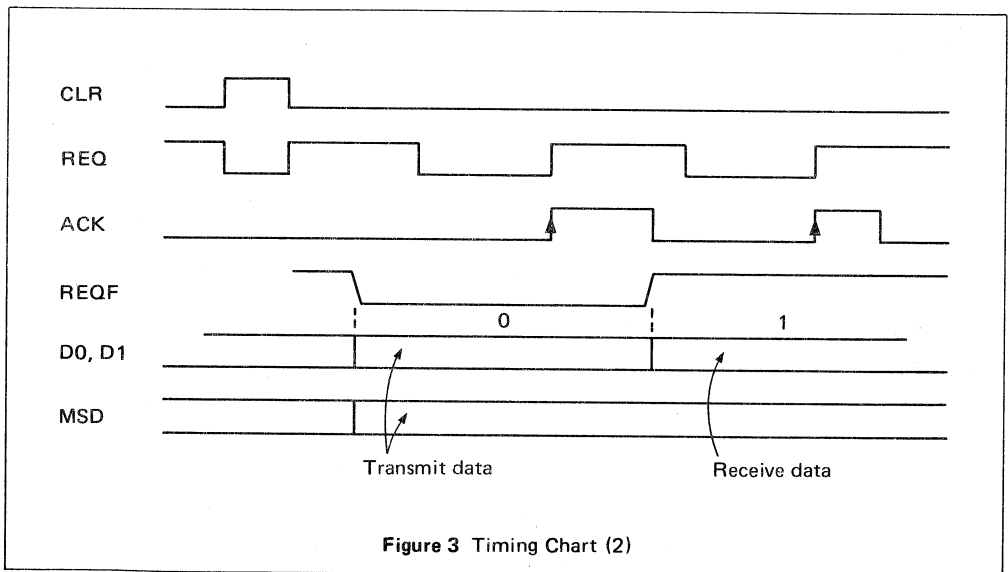 CLR
REQ
ACK
REQF
0
1
D0, D1
MSD
Transmit data
Receive data
Figure 3 Timing Chart (2)